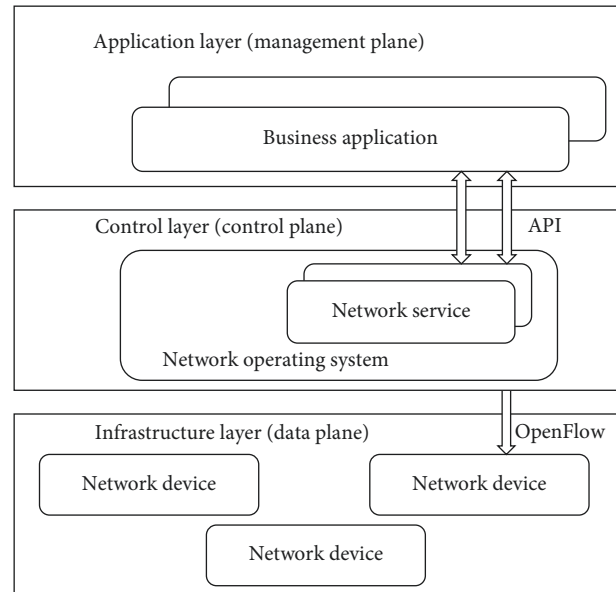 Application layer (management plane)
Business application
Control layer (control plane)
API
Network service
Network operating system
Infrastructure layer (data plane)
OpenFlow
Network device
Network device
Network device